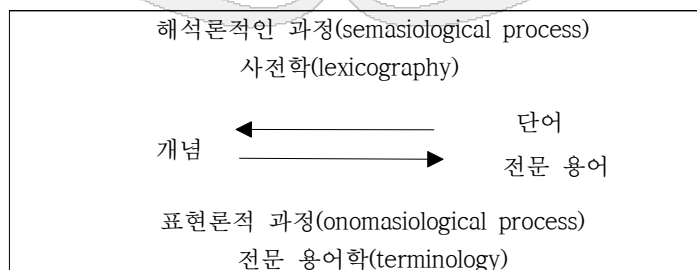 해석론적인 과정(semasiological process)
사전학(lexicography)
단어
개념
전문 용어
표현론적 과정(onomasiological process)
전문 용어학(terminology)